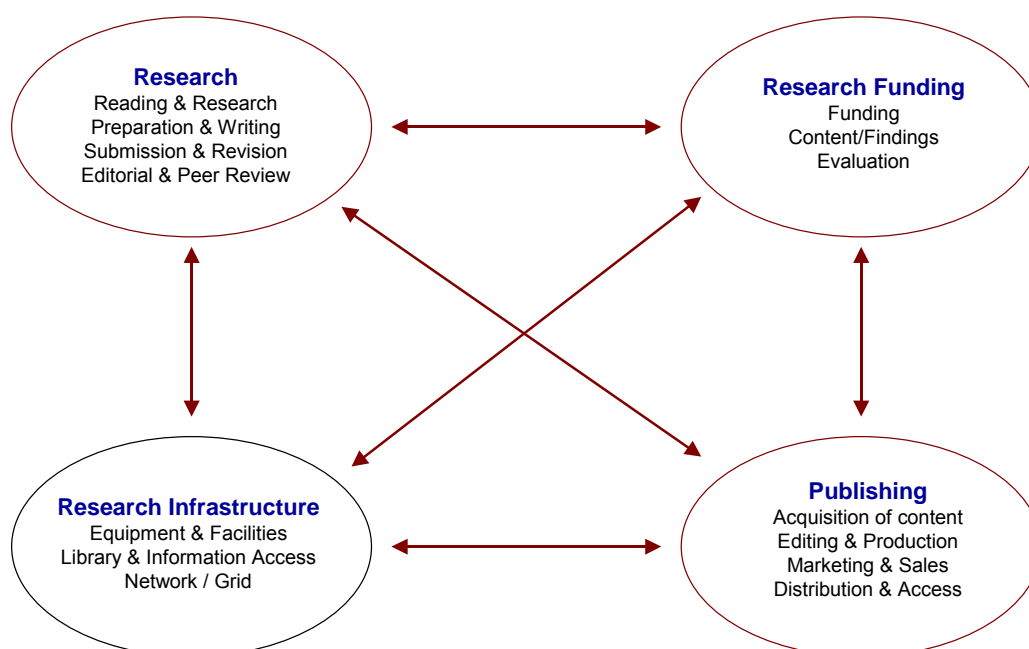 Research
Reading & Research
Preparation & Writing
Submission & Revision
Editorial & Peer Review
Research Funding
Funding
Content/Findings
Evaluation
Research Infrastructure
Equipment & Facilities
Library & Information Access
Network / Grid
Publishing
Acquisition of content
Editing & Production
Marketing & Sales
Distribution & Access